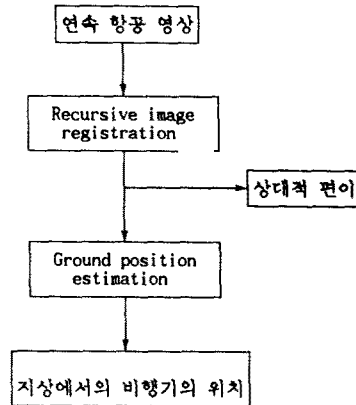 연속 항공 영상
Recursive image
registration
상대적 편이
Ground position
estimation
지상에서의 비행기의 위치